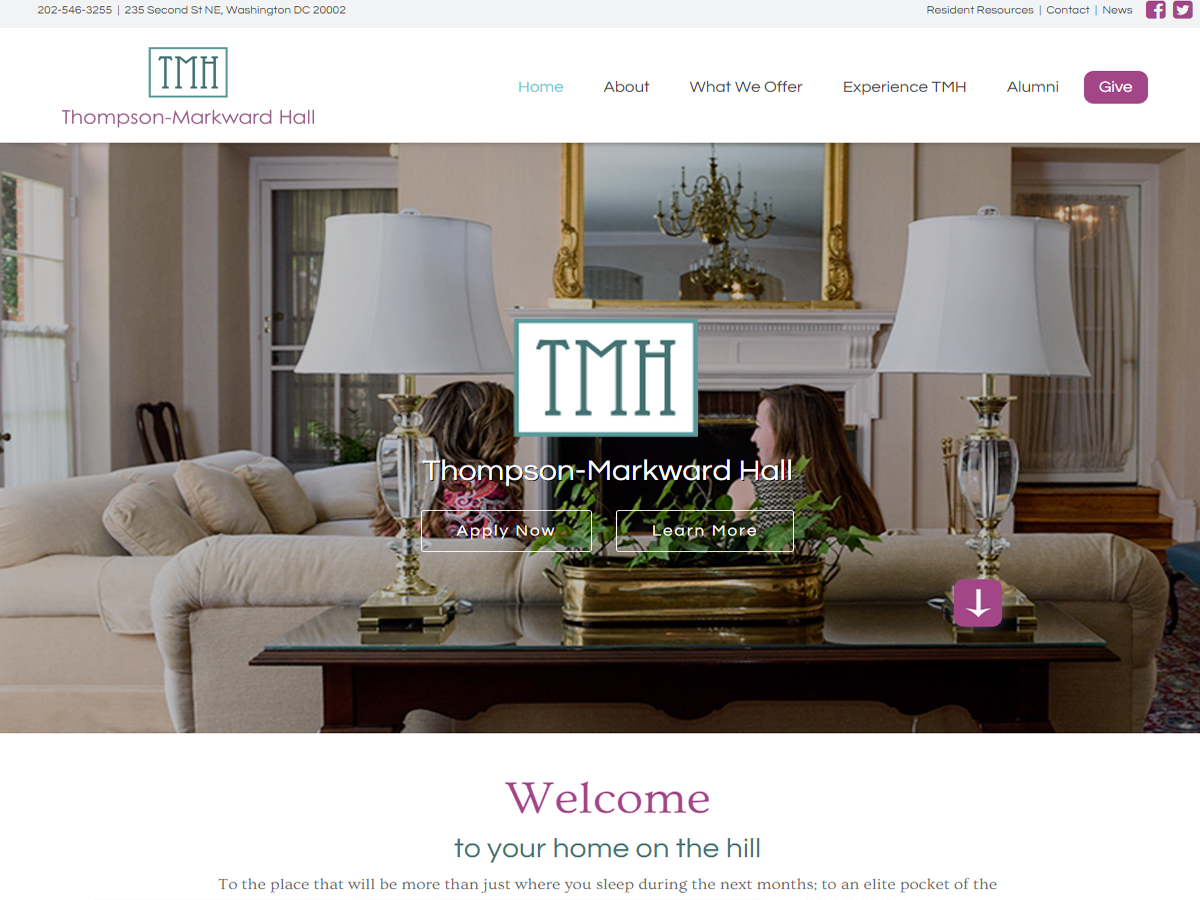 202-546-3255 | 235 Second St NE, Washington DC 20002
Resident Resources | Contact | News
TMH
Thompson-Markward Hall
Home About What We Offer Experience TMH Alumni Give
TMH
Thompson-Markward Hall
Apply Now Learn More
Welcome
to your home on the hill
To the place that will be more than just where you sleep during the next months; to an elite pocket of the